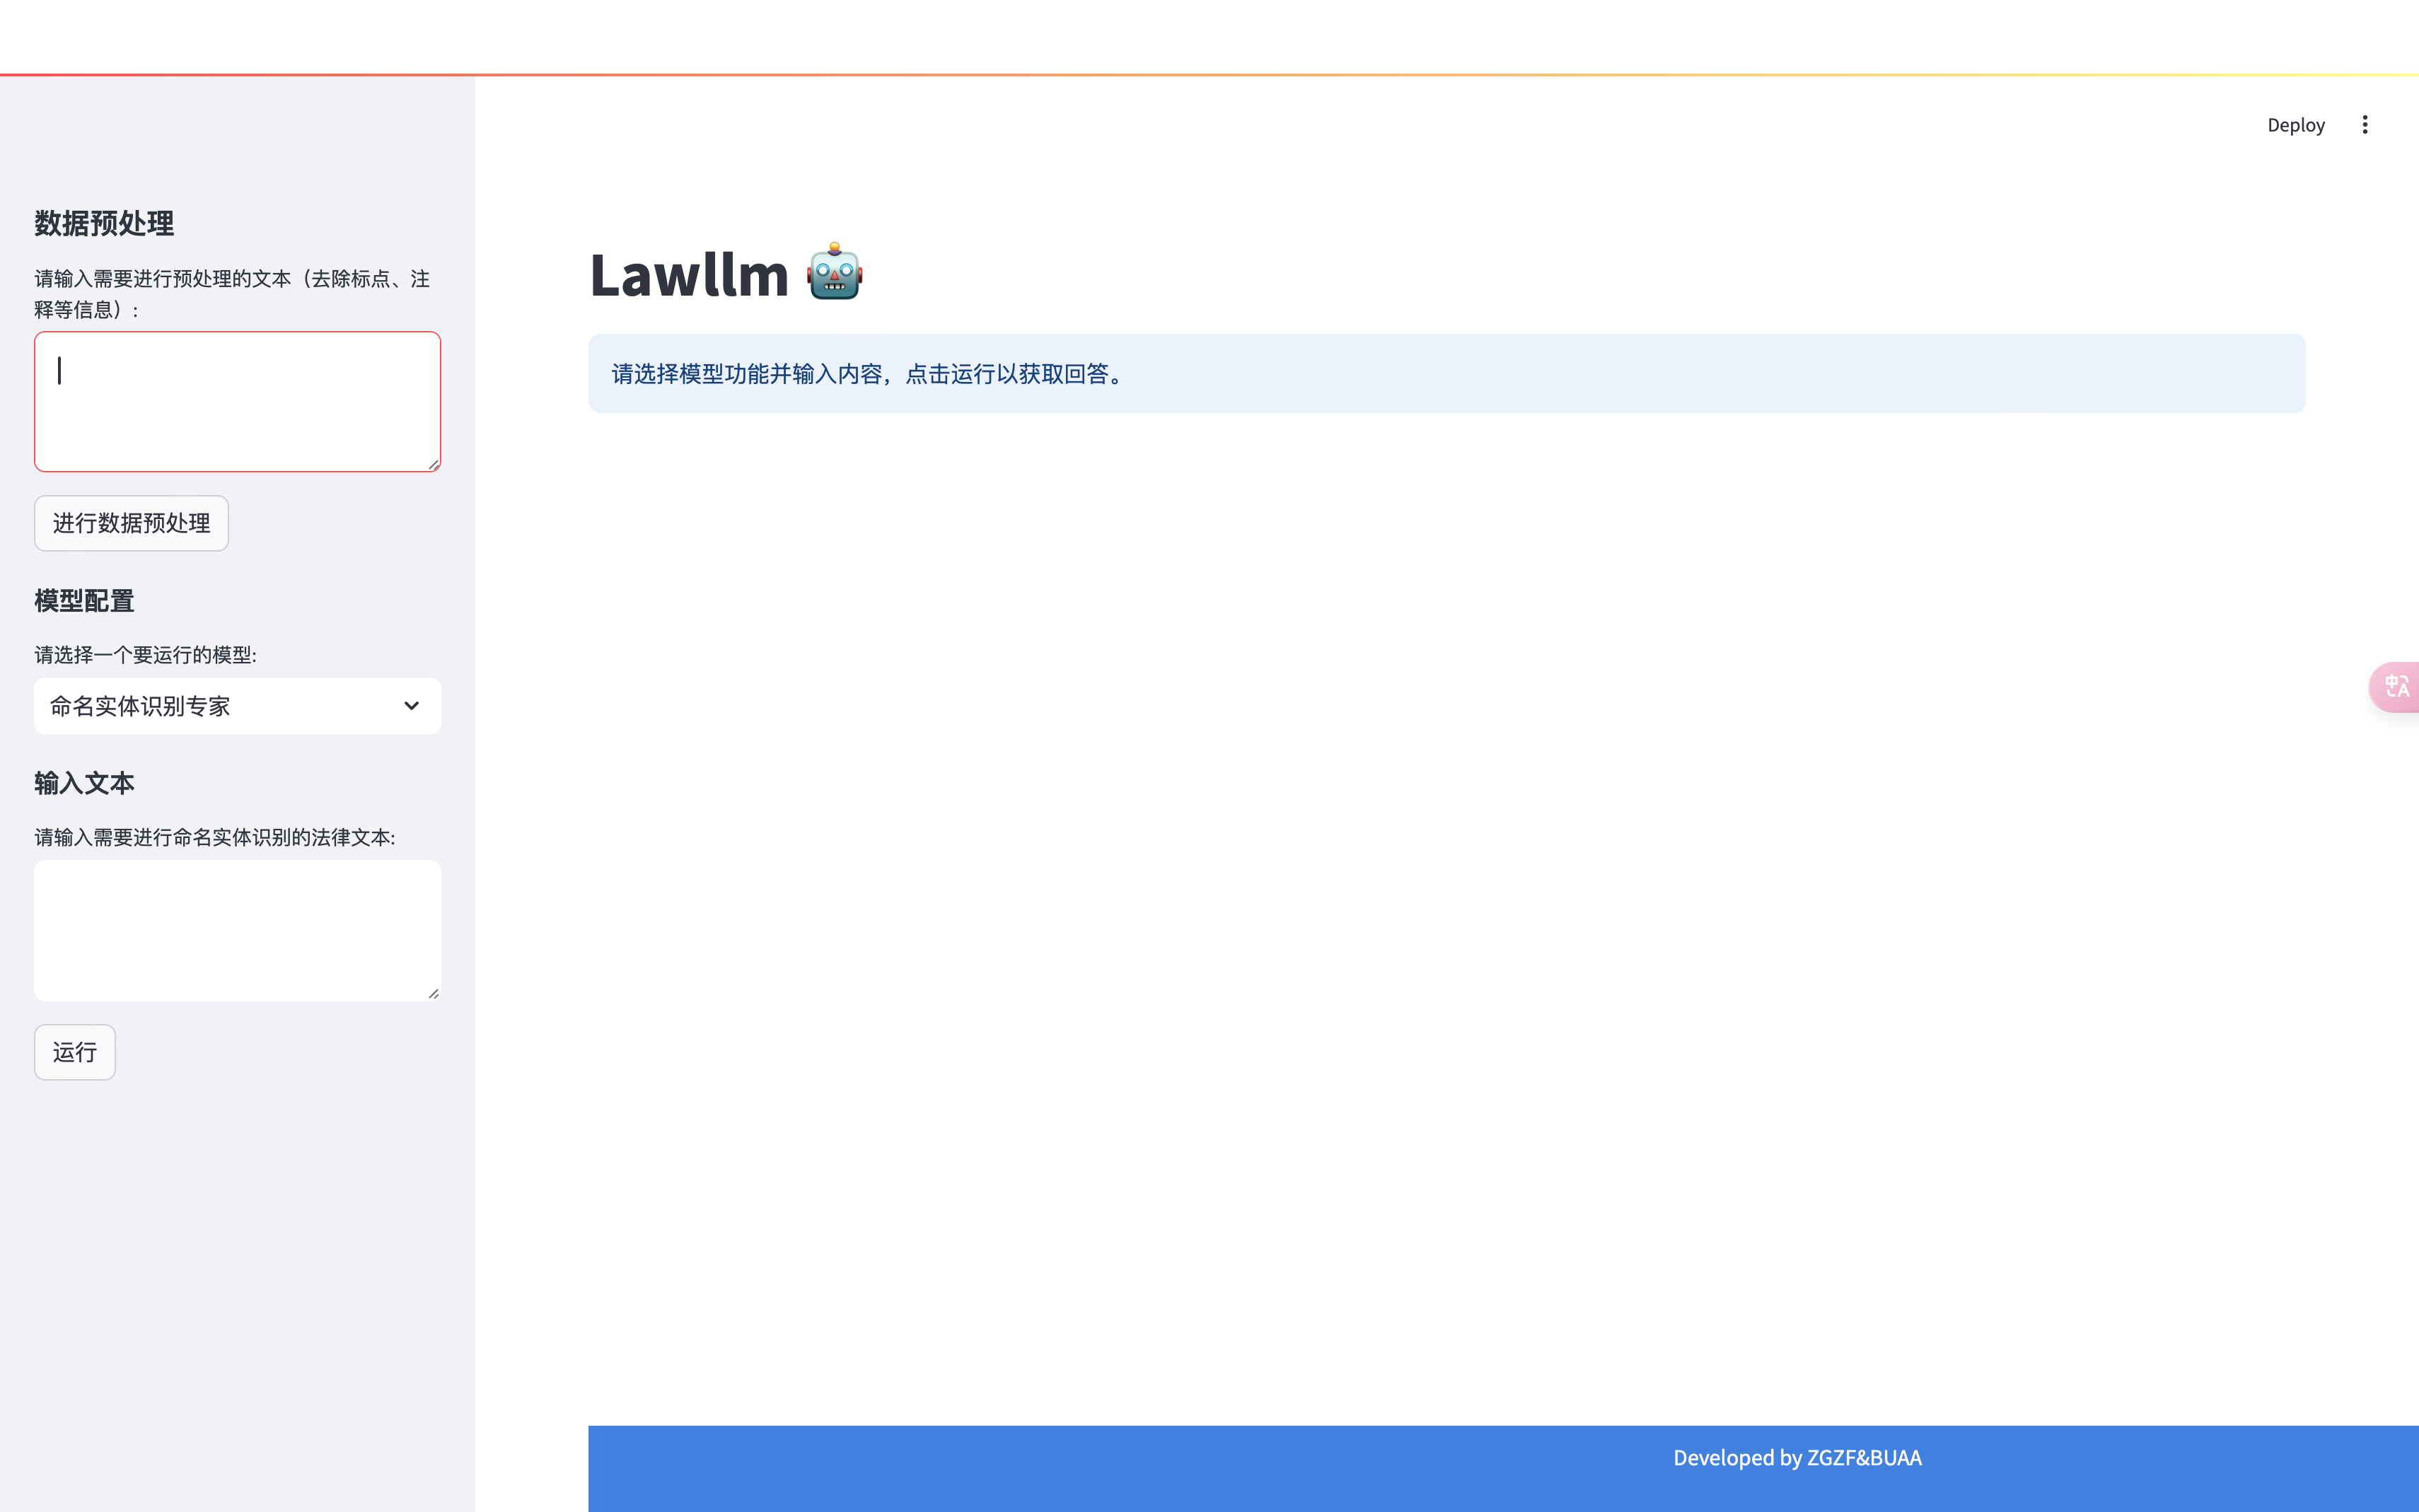 Deploy
数据预处理
请输入需要进行预处理的文本（去除标点、注
释等信息）:
进行数据预处理
模型配置
请选择一个要运行的模型:
命名实体识别专家
输入文本
请输入需要进行命名实体识别的法律文本:
运行
Lawllm
请选择模型功能并输入内容，点击运行以获取回答。
中A
Developed by ZGZF&BUAA